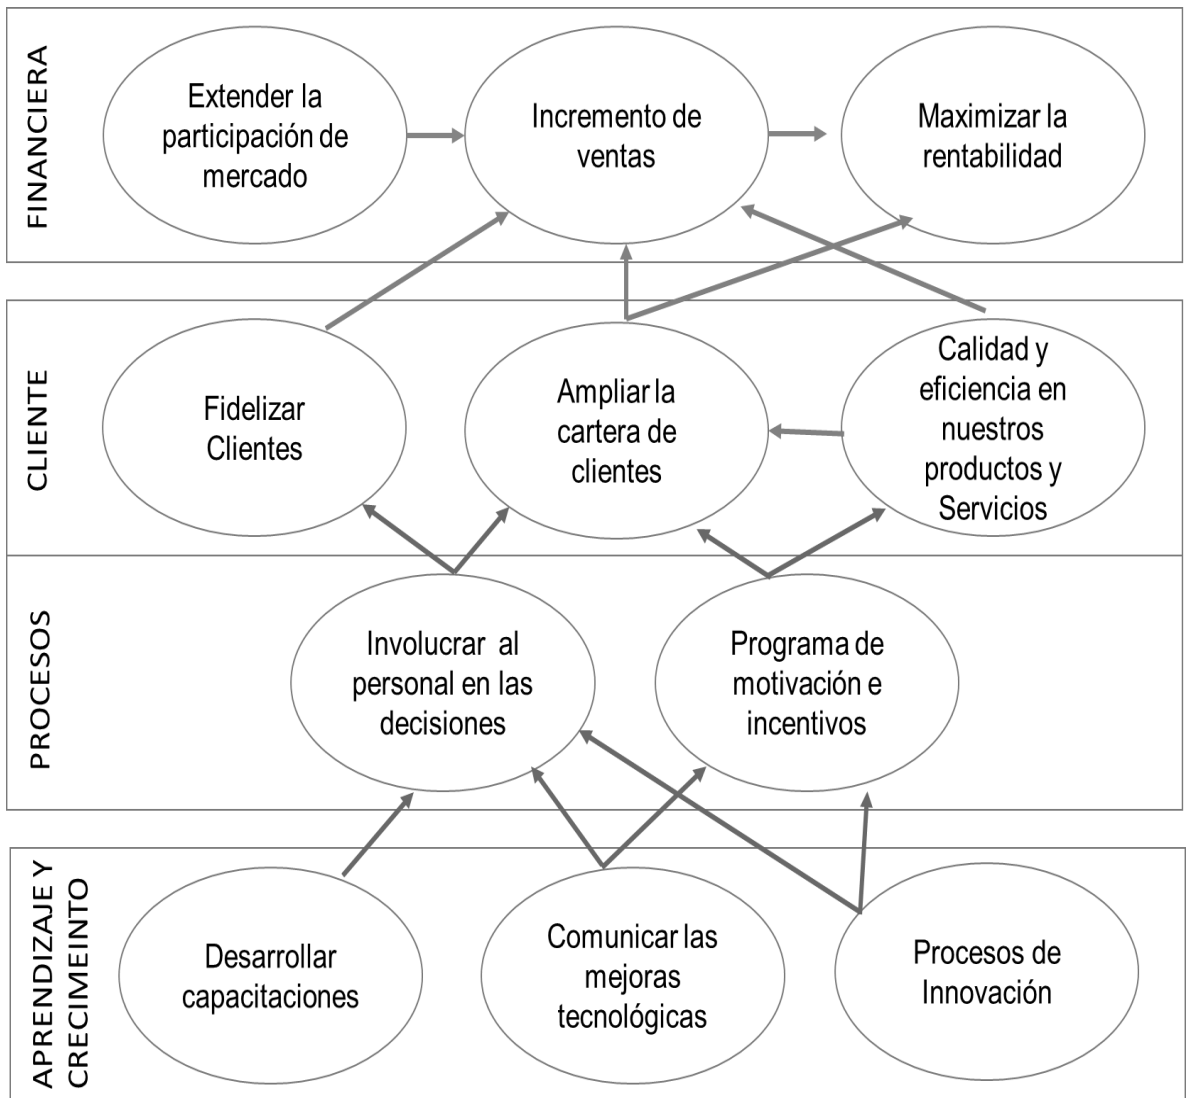 FINANCIERA
Extender la
participación de
mercado
Incremento de
ventas
Maximizar la
rentabilidad
CLIENTE
Fidelizar
Clientes
Ampliar la
cartera de
clientes
Calidad y
eficiencia en
nuestros
productos y
Servicios
PROCESOS
Involucrar al
personal en las
decisiones
Programa de
motivación e
incentivos
APRENDIZAJE Y
CRECIMEINTO
Desarrollar
capacitaciones
Comunicar las
mejoras
tecnológicas
Procesos de
Innovación